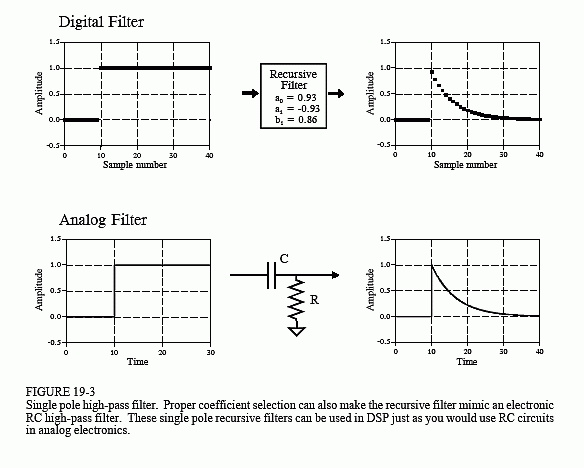 Digital Filter
1.5
1.0
0.5
0.0
-0.5
Amplitude
0 10 20 30 40
Sample number
Recursive
Filter
a₀ = 0.93
a₁ = -0.93
b₁ = 0.86
1.5
1.0
0.5
0.0
-0.5
Amplitude
0 10 20 30 40
Sample number
Analog Filter
1.5
1.0
0.5
0.0
-0.5
Amplitude
0 10 20 30
Time
C
R
1.5
1.0
0.5
0.0
-0.5
Amplitude
0 10 20 30 40
Time
FIGURE 19-3
Single pole high-pass filter. Proper coefficient selection can also make the recursive filter mimic an electronic
RC high-pass filter. These single pole recursive filters can be used in DSP just as you would use RC circuits
in analog electronics.